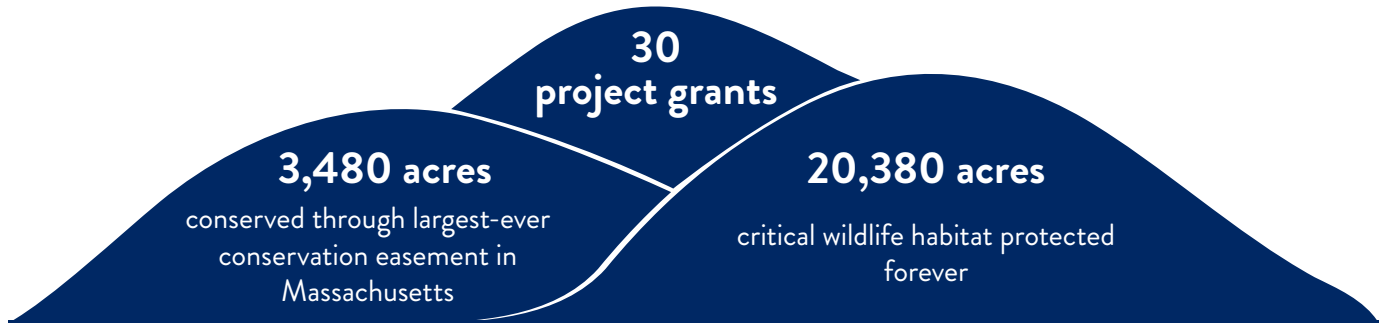 30
project grants
3,480 acres
conserved through largest-ever
conservation easement in
Massachusetts
20,380 acres
critical wildlife habitat protected
forever